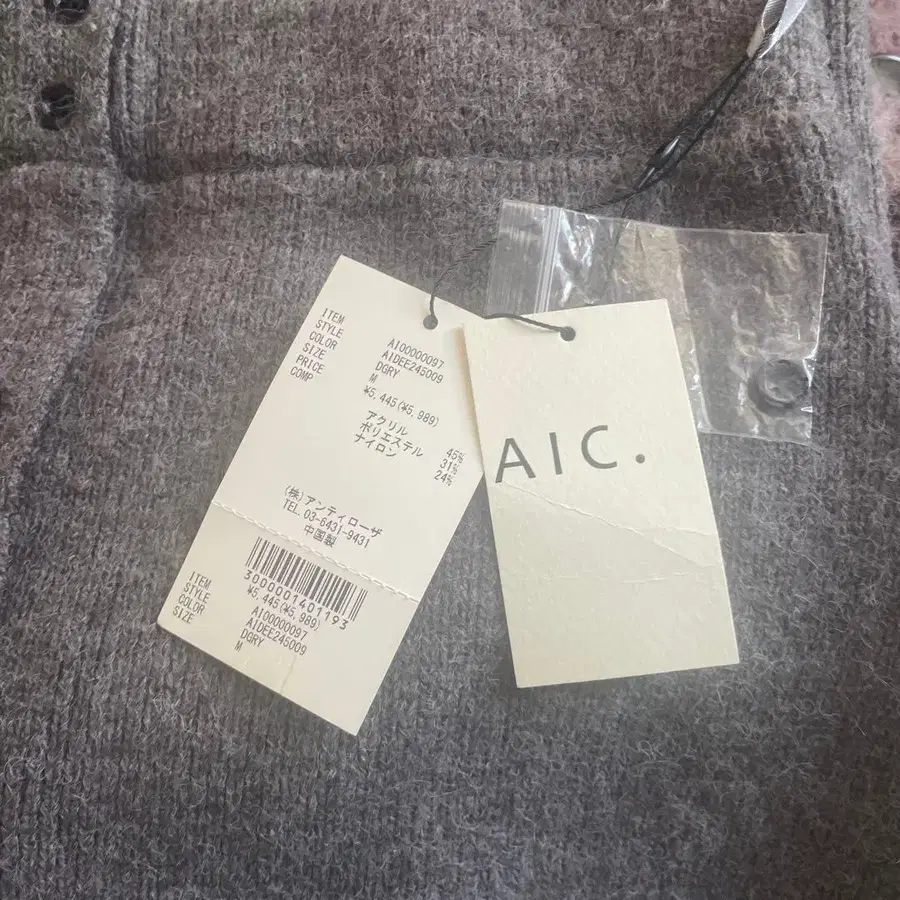 ITEM AI00000097
STYLE AIDEE245009
COLOR DGRY
SIZE M
PRICE ¥5,445(¥5,989)
COMP アクリル 45%
ポリエステル 31%
ナイロン 24%
(株)アンティローザ
TEL.03-6431-9431
中国製
3000001401193
¥5,445(¥5,989)
ITEM AI00000097
STYLE AIDEE245009
COLOR DGRY
SIZE M
AIC.